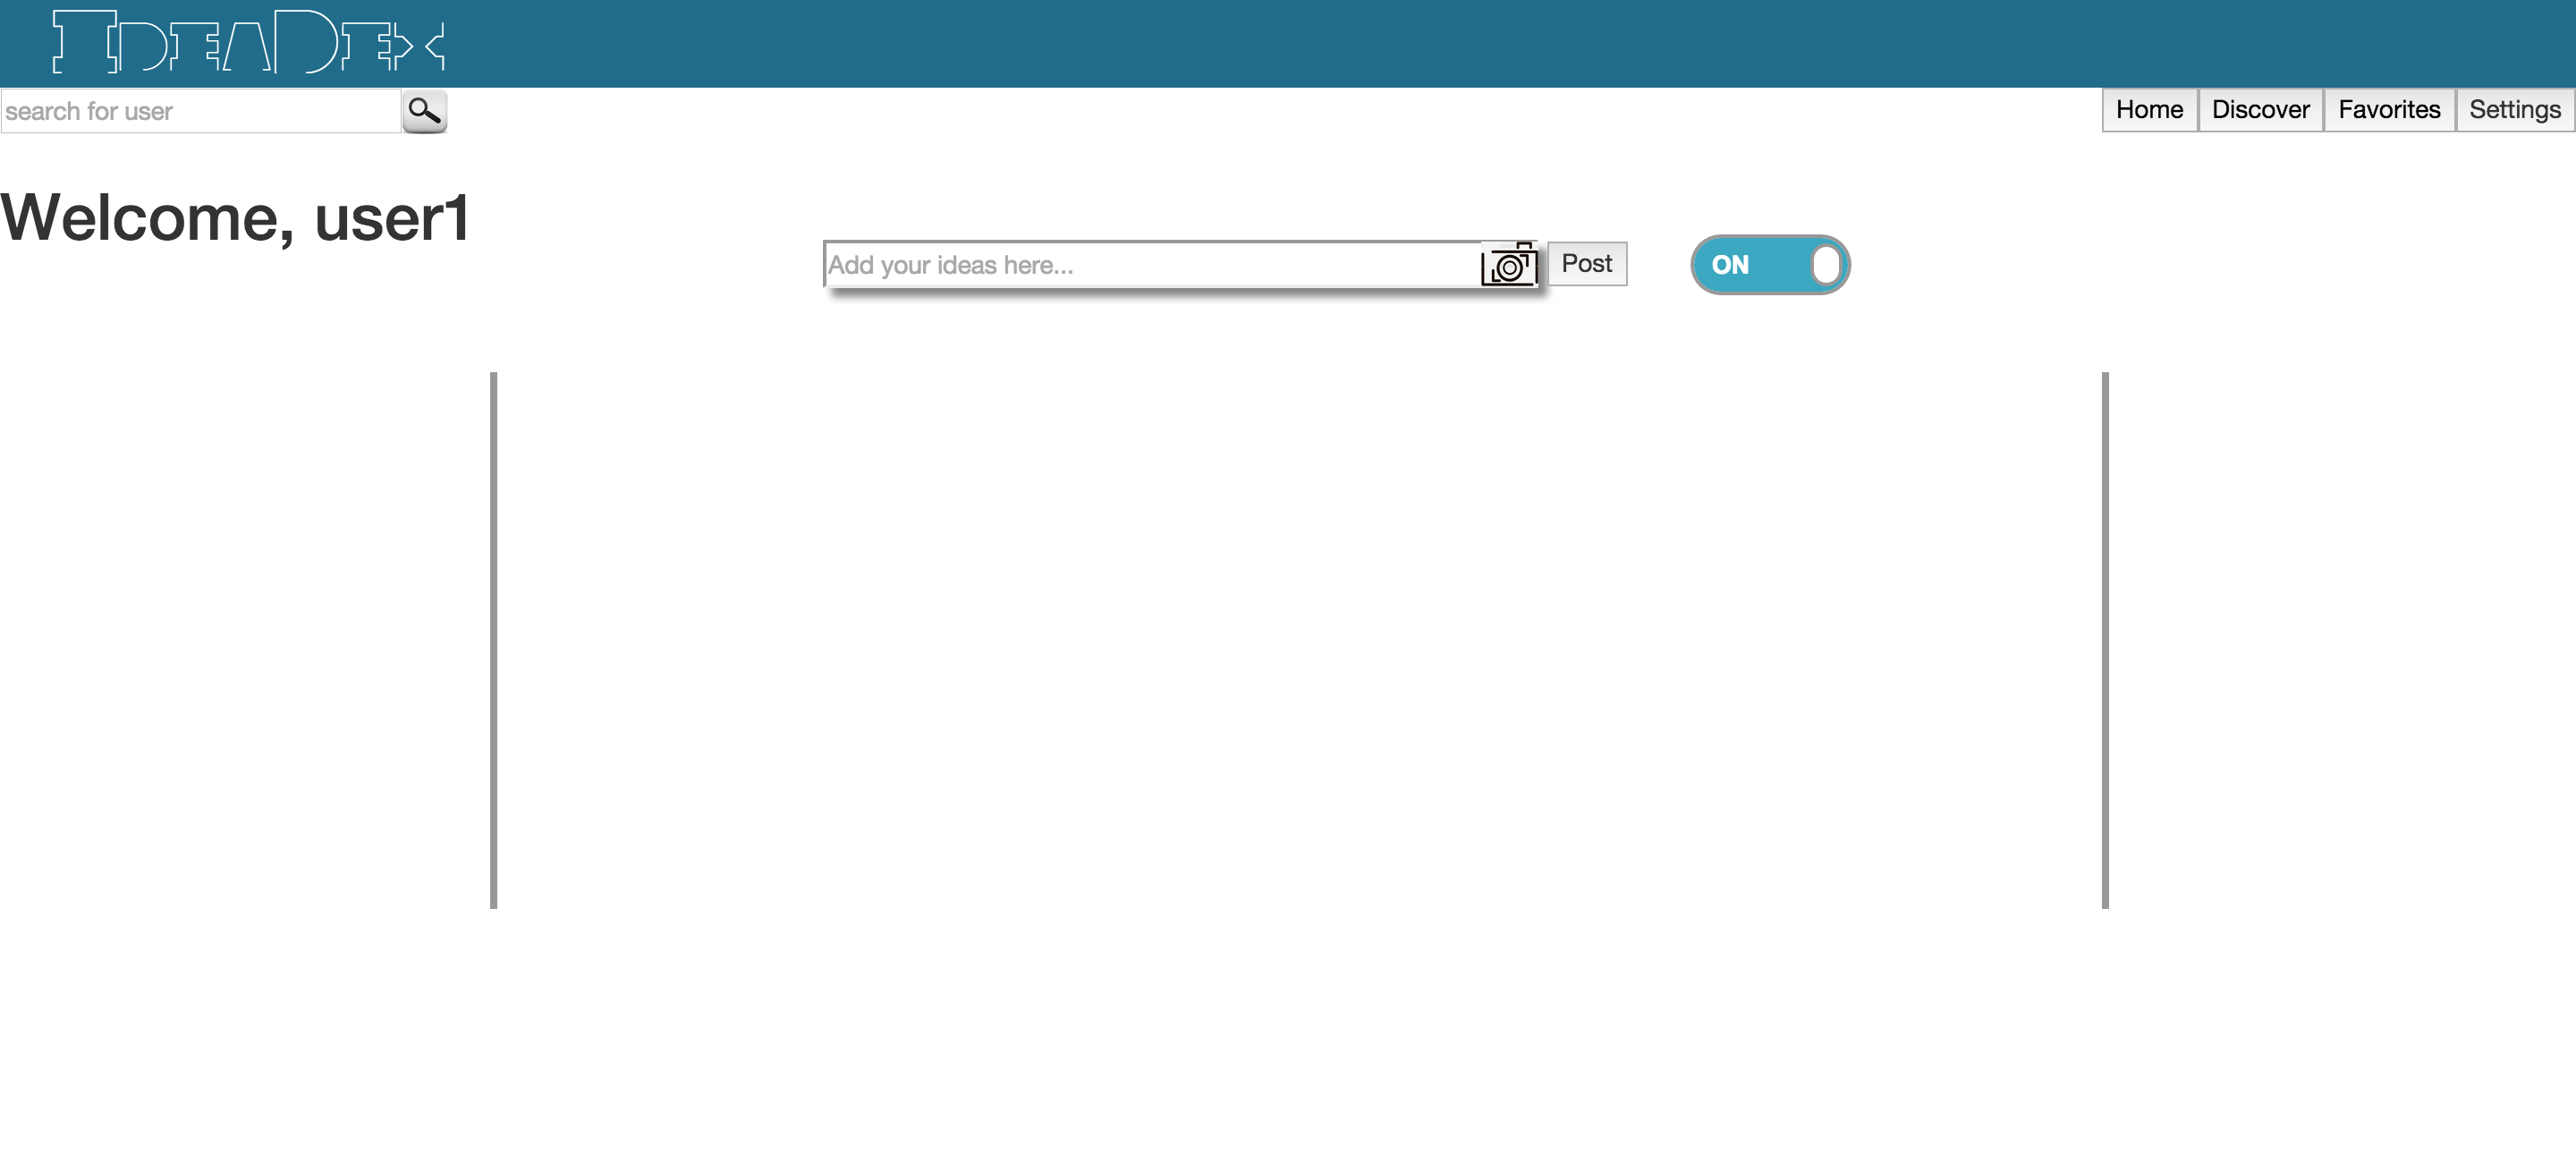 IDEADEX
search for user
Home Discover Favorites Settings
Welcome, user1
Add your ideas here...
Post
ON